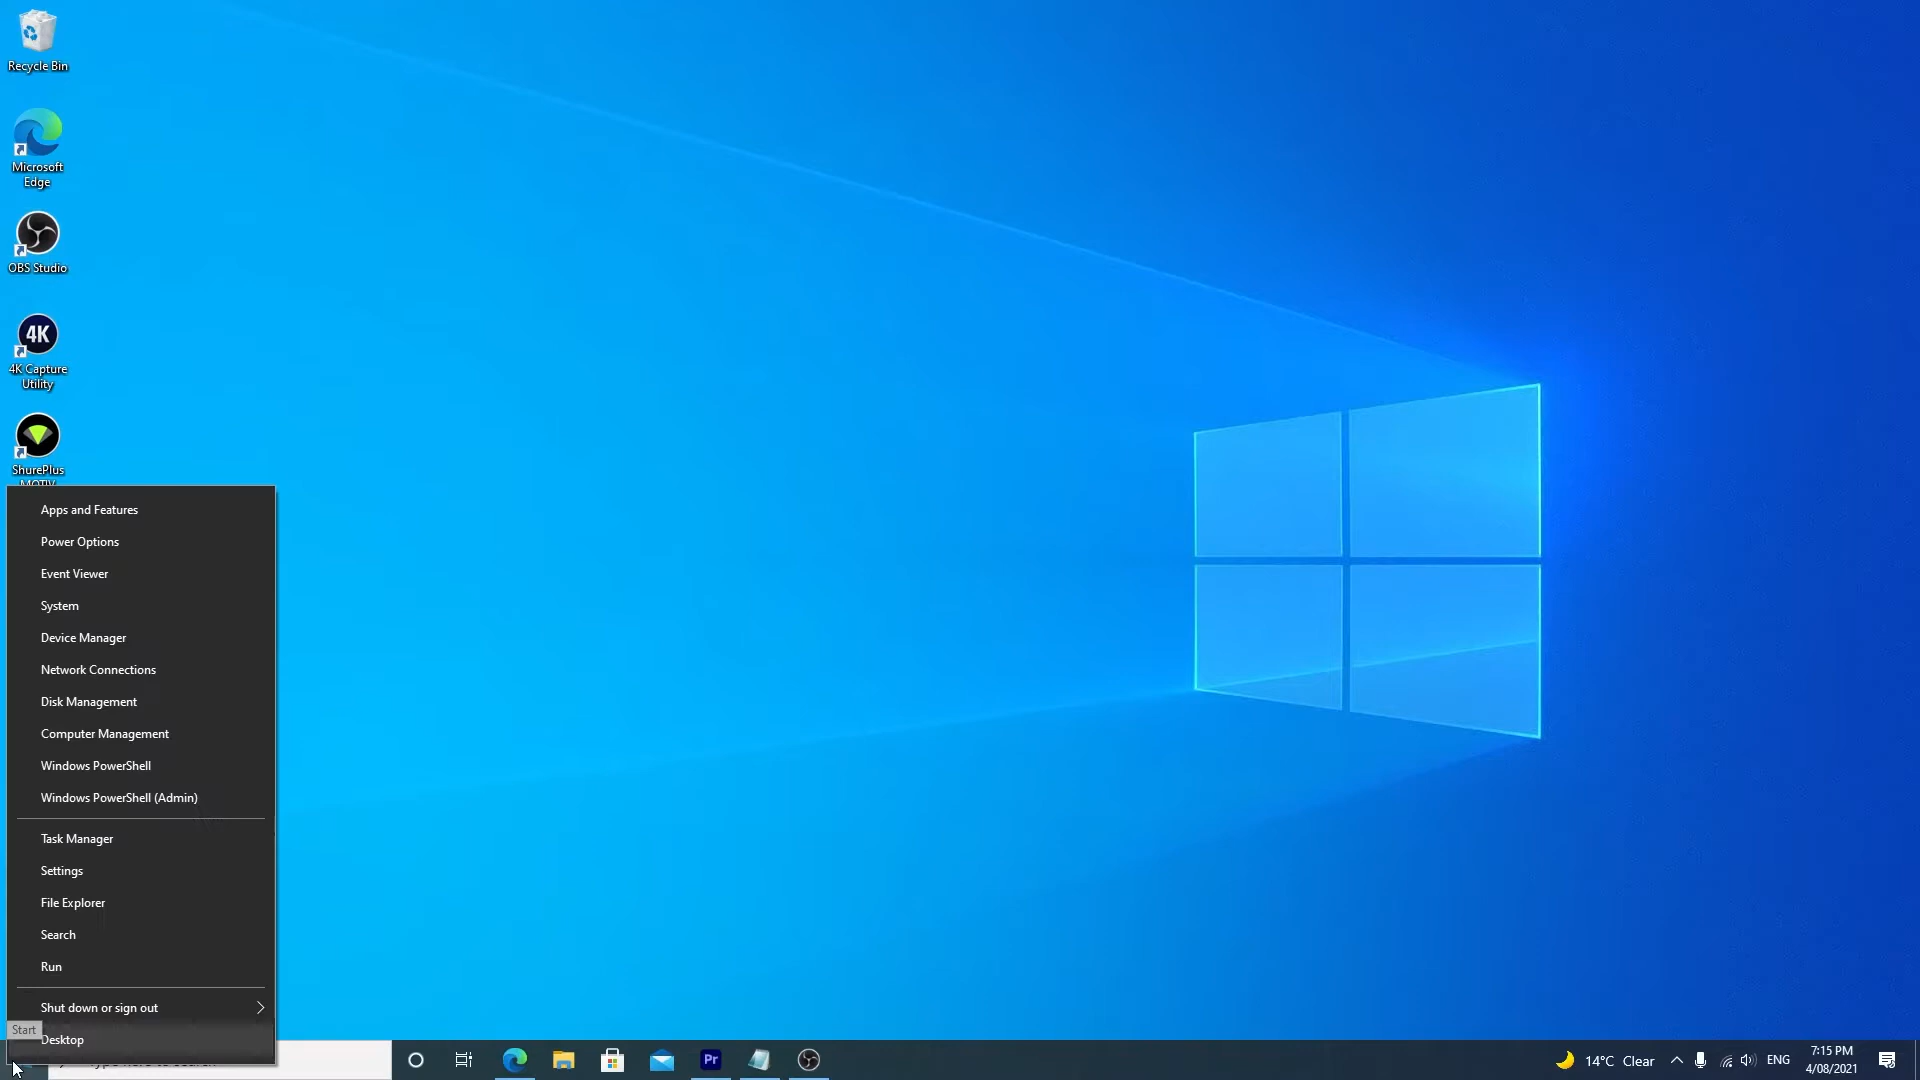 Recycle Bin
Microsoft
Edge
OBS Studio
4K
4K Capture
Utility
ShurePlus
MOTIV
Apps and Features
Power Options
Event Viewer
System
Device Manager
Network Connections
Disk Management
Computer Management
Windows PowerShell
Windows PowerShell (Admin)
Task Manager
Settings
File Explorer
Search
Run
Shut down or sign out
Start
Desktop
Pr
14°C Clear
ENG
7:15 PM
4/08/2021